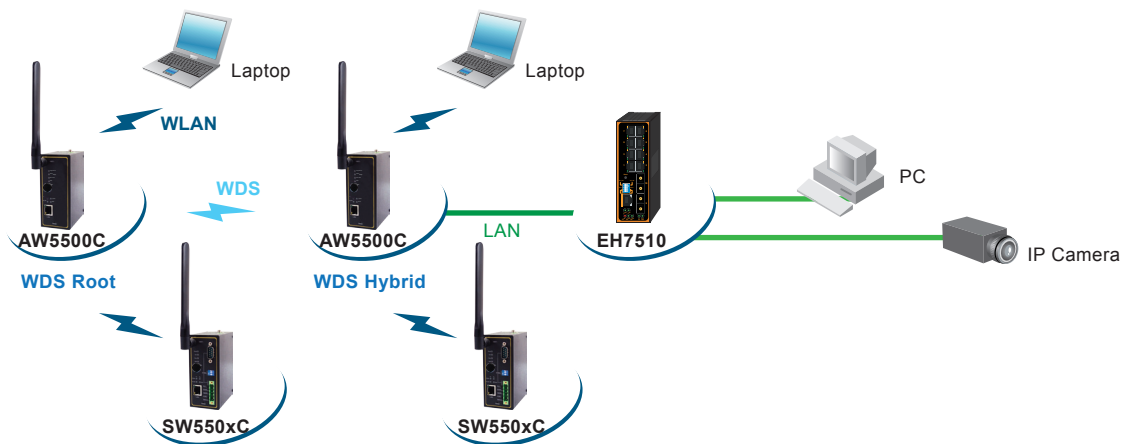 Laptop
Laptop
WLAN
PC
WDS
LAN
AW5500C
AW5500C
EH7510
IP Camera
WDS Root
WDS Hybrid
SW550xC
SW550xC